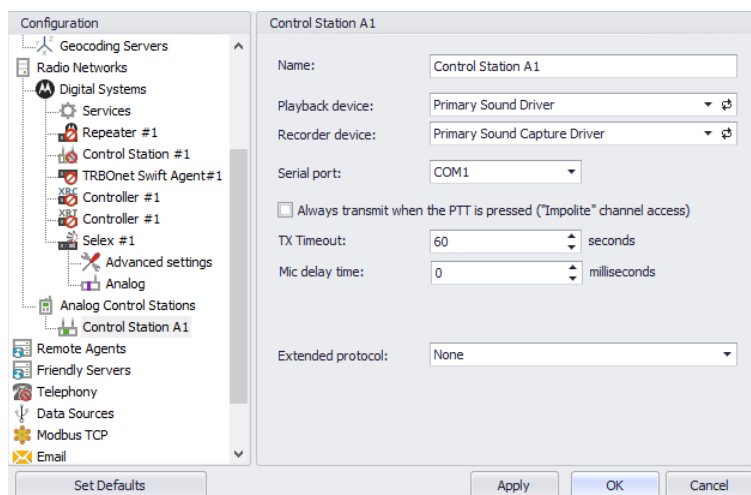 Configuration
Geocoding Servers
Radio Networks
Digital Systems
Services
Repeater #1
Control Station #1
TRBOnet Swift Agent#1
XRC Controller #1
XRT Controller #1
Selex #1
Advanced settings
Analog
Analog Control Stations
Control Station A1
Remote Agents
Friendly Servers
Telephony
Data Sources
Modbus TCP
Email
Set Defaults
Control Station A1
Name: Control Station A1
Playback device: Primary Sound Driver
Recorder device: Primary Sound Capture Driver
Serial port: COM1
Always transmit when the PTT is pressed ("Impolite" channel access)
TX Timeout: 60 seconds
Mic delay time: 0 milliseconds
Extended protocol: None
Apply OK Cancel